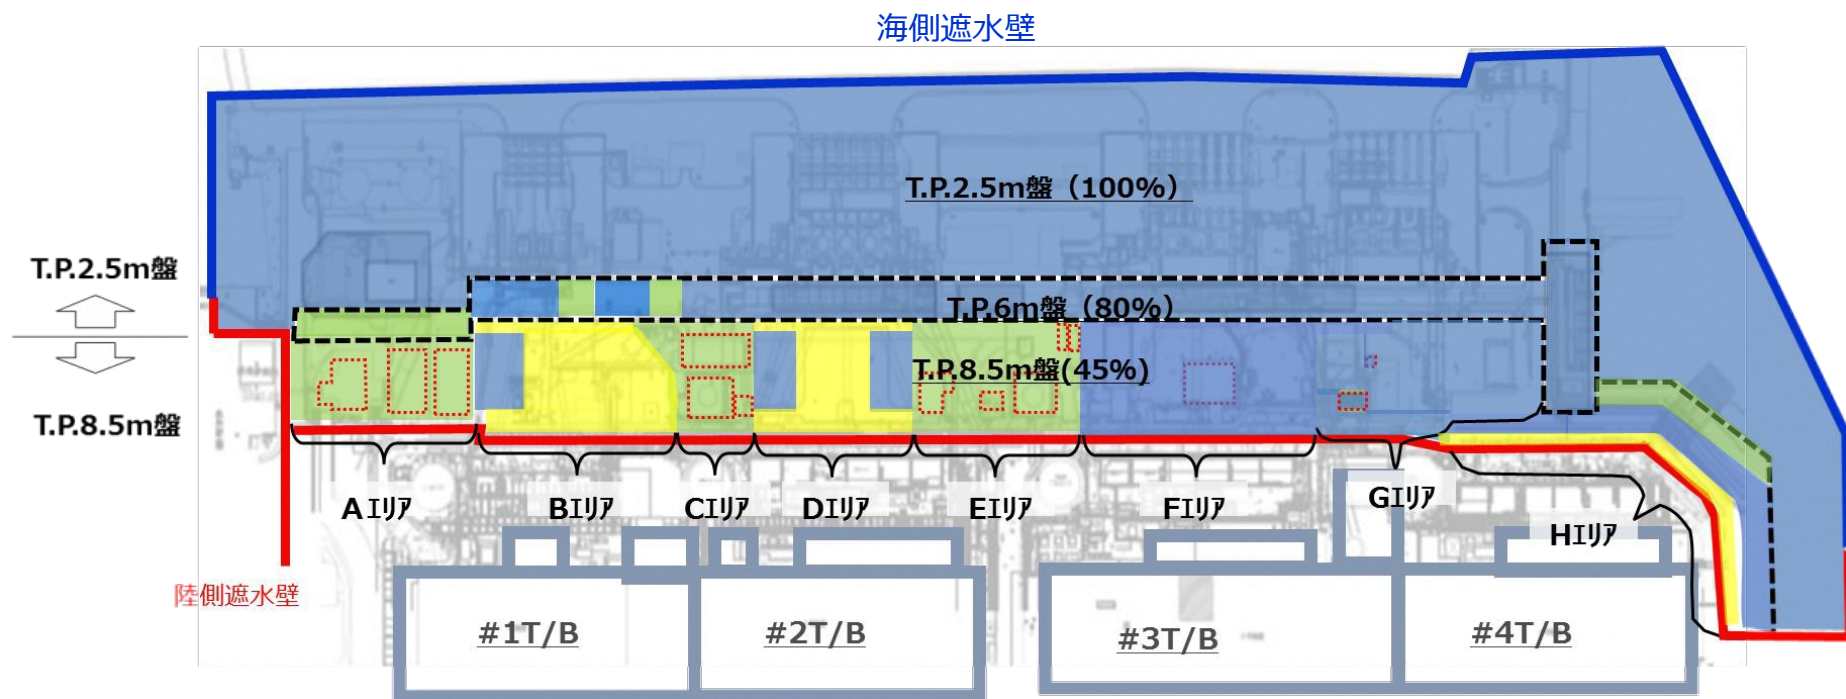 海側遮水壁
T.P.2.5m盤（100%）
T.P.2.5m盤
T.P.6m盤（80%）
T.P.8.5m盤(45%)
T.P.8.5m盤
Aエリア
Bエリア
Cエリア
Dエリア
Eエリア
Fエリア
Gエリア
Hエリア
陸側遮水壁
#1T/B
#2T/B
#3T/B
#4T/B